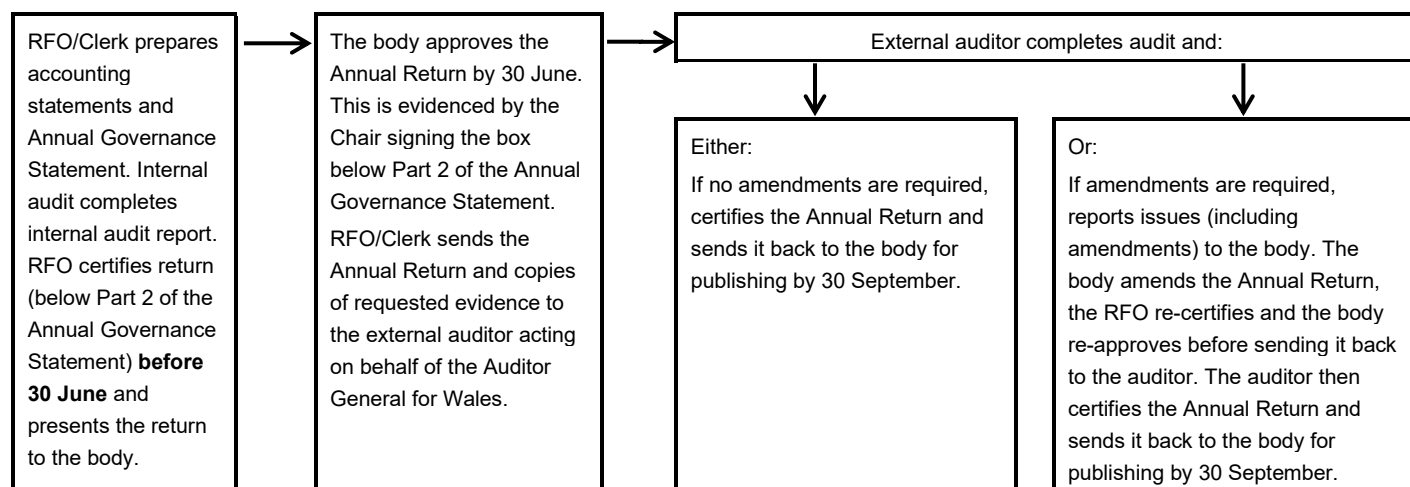 RFO/Clerk prepares
accounting
statements and
Annual Governance
Statement. Internal
audit completes
internal audit report.
RFO certifies return
(below Part 2 of the
Annual Governance
Statement) before
30 June and
presents the return
to the body.
The body approves the
Annual Return by 30 June.
This is evidenced by the
Chair signing the box
below Part 2 of the Annual
Governance Statement.
RFO/Clerk sends the
Annual Return and copies
of requested evidence to
the external auditor acting
on behalf of the Auditor
General for Wales.
External auditor completes audit and:
Either:
If no amendments are required,
certifies the Annual Return and
sends it back to the body for
publishing by 30 September.
Or:
If amendments are required,
reports issues (including
amendments) to the body. The
body amends the Annual Return,
the RFO re-certifies and the body
re-approves before sending it back
to the auditor. The auditor then
certifies the Annual Return and
sends it back to the body for
publishing by 30 September.